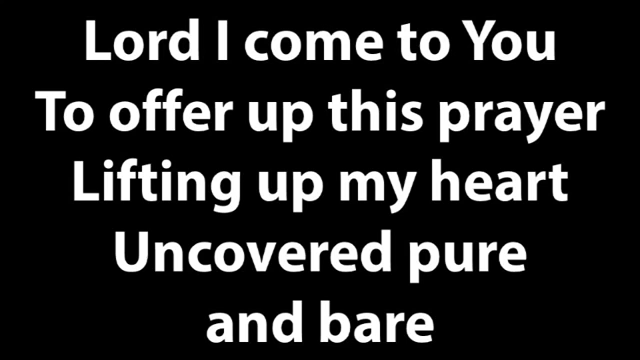 Lord I come to You
To offer up this prayer
Lifting up my heart
Uncovered pure
and bare